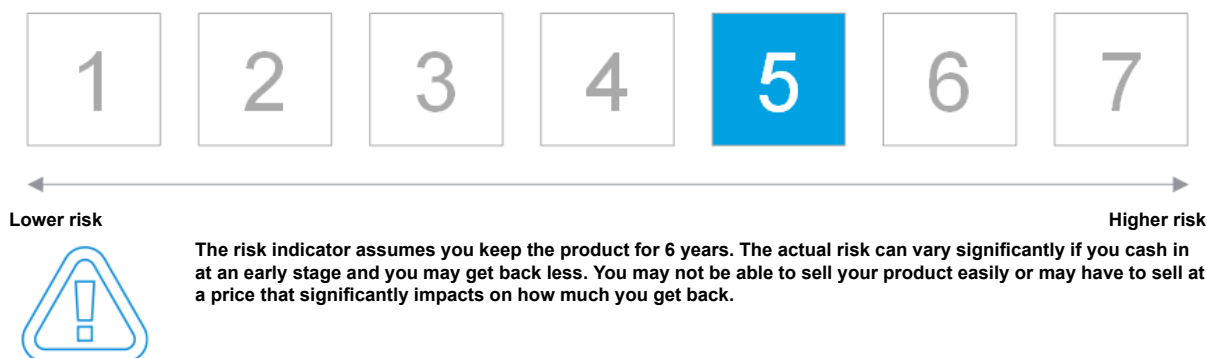 1 2 3 4 5 6 7
Lower risk Higher risk
The risk indicator assumes you keep the product for 6 years. The actual risk can vary significantly if you cash in
at an early stage and you may get back less. You may not be able to sell your product easily or may have to sell at
a price that significantly impacts on how much you get back.